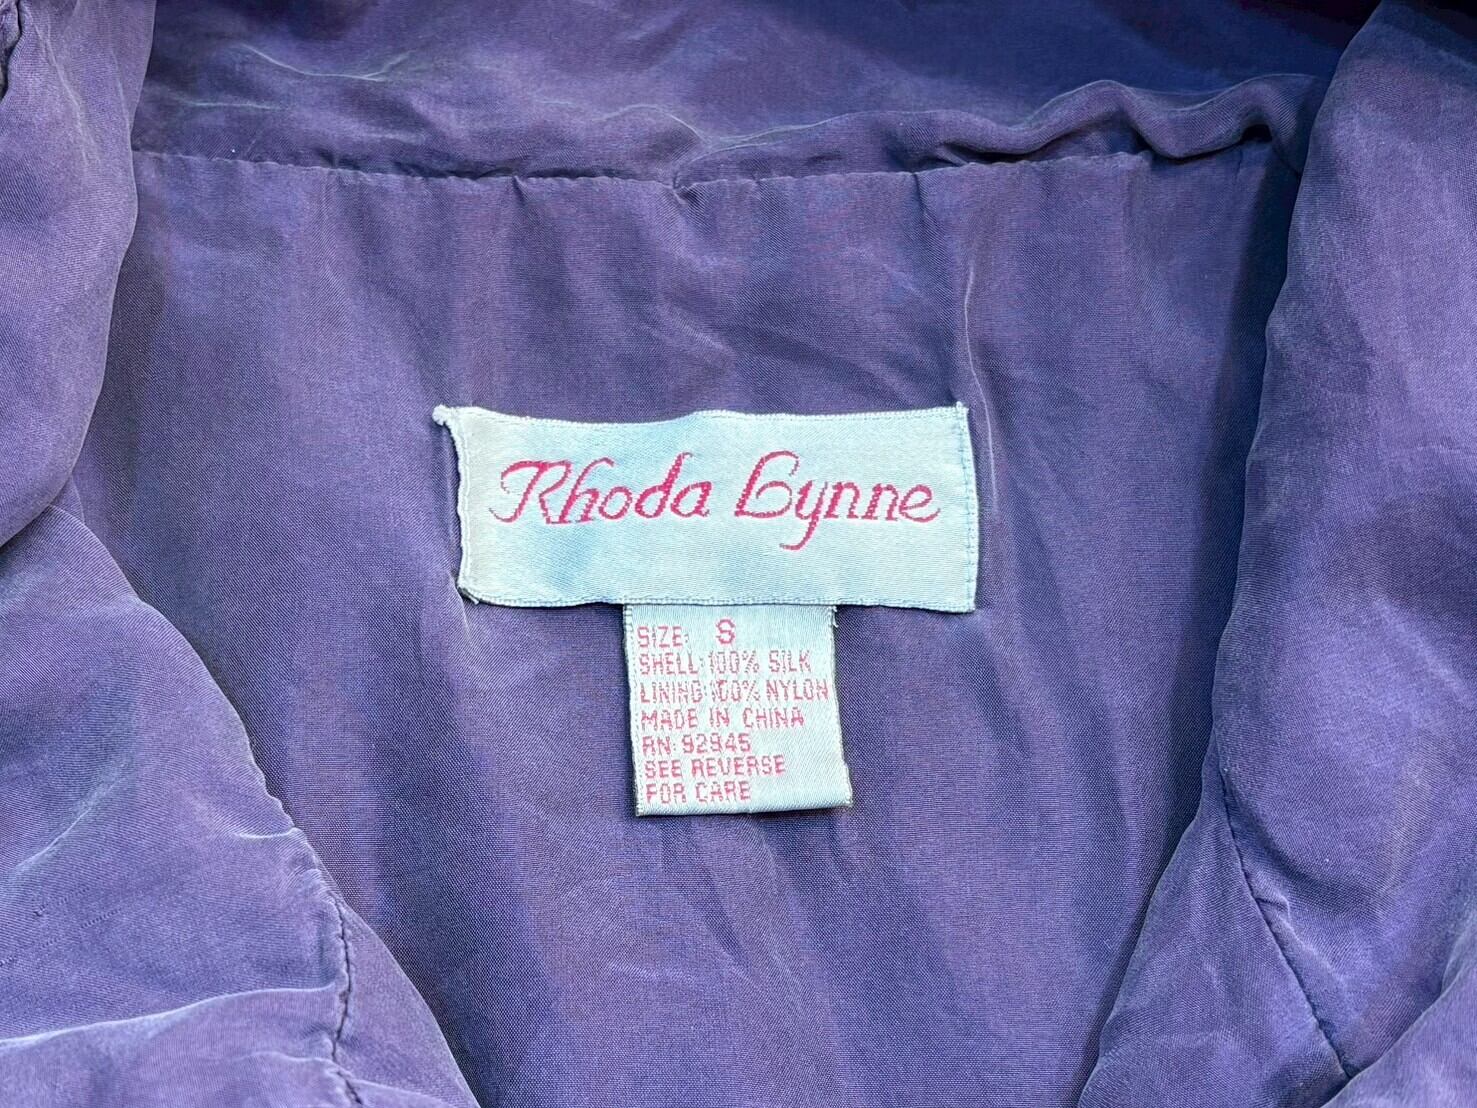 Rhoda Lynne
SIZE: S
SHELL: 100% SILK
LINING: 100% NYLON
MADE IN CHINA
RN: 92945
SEE REVERSE
FOR CARE